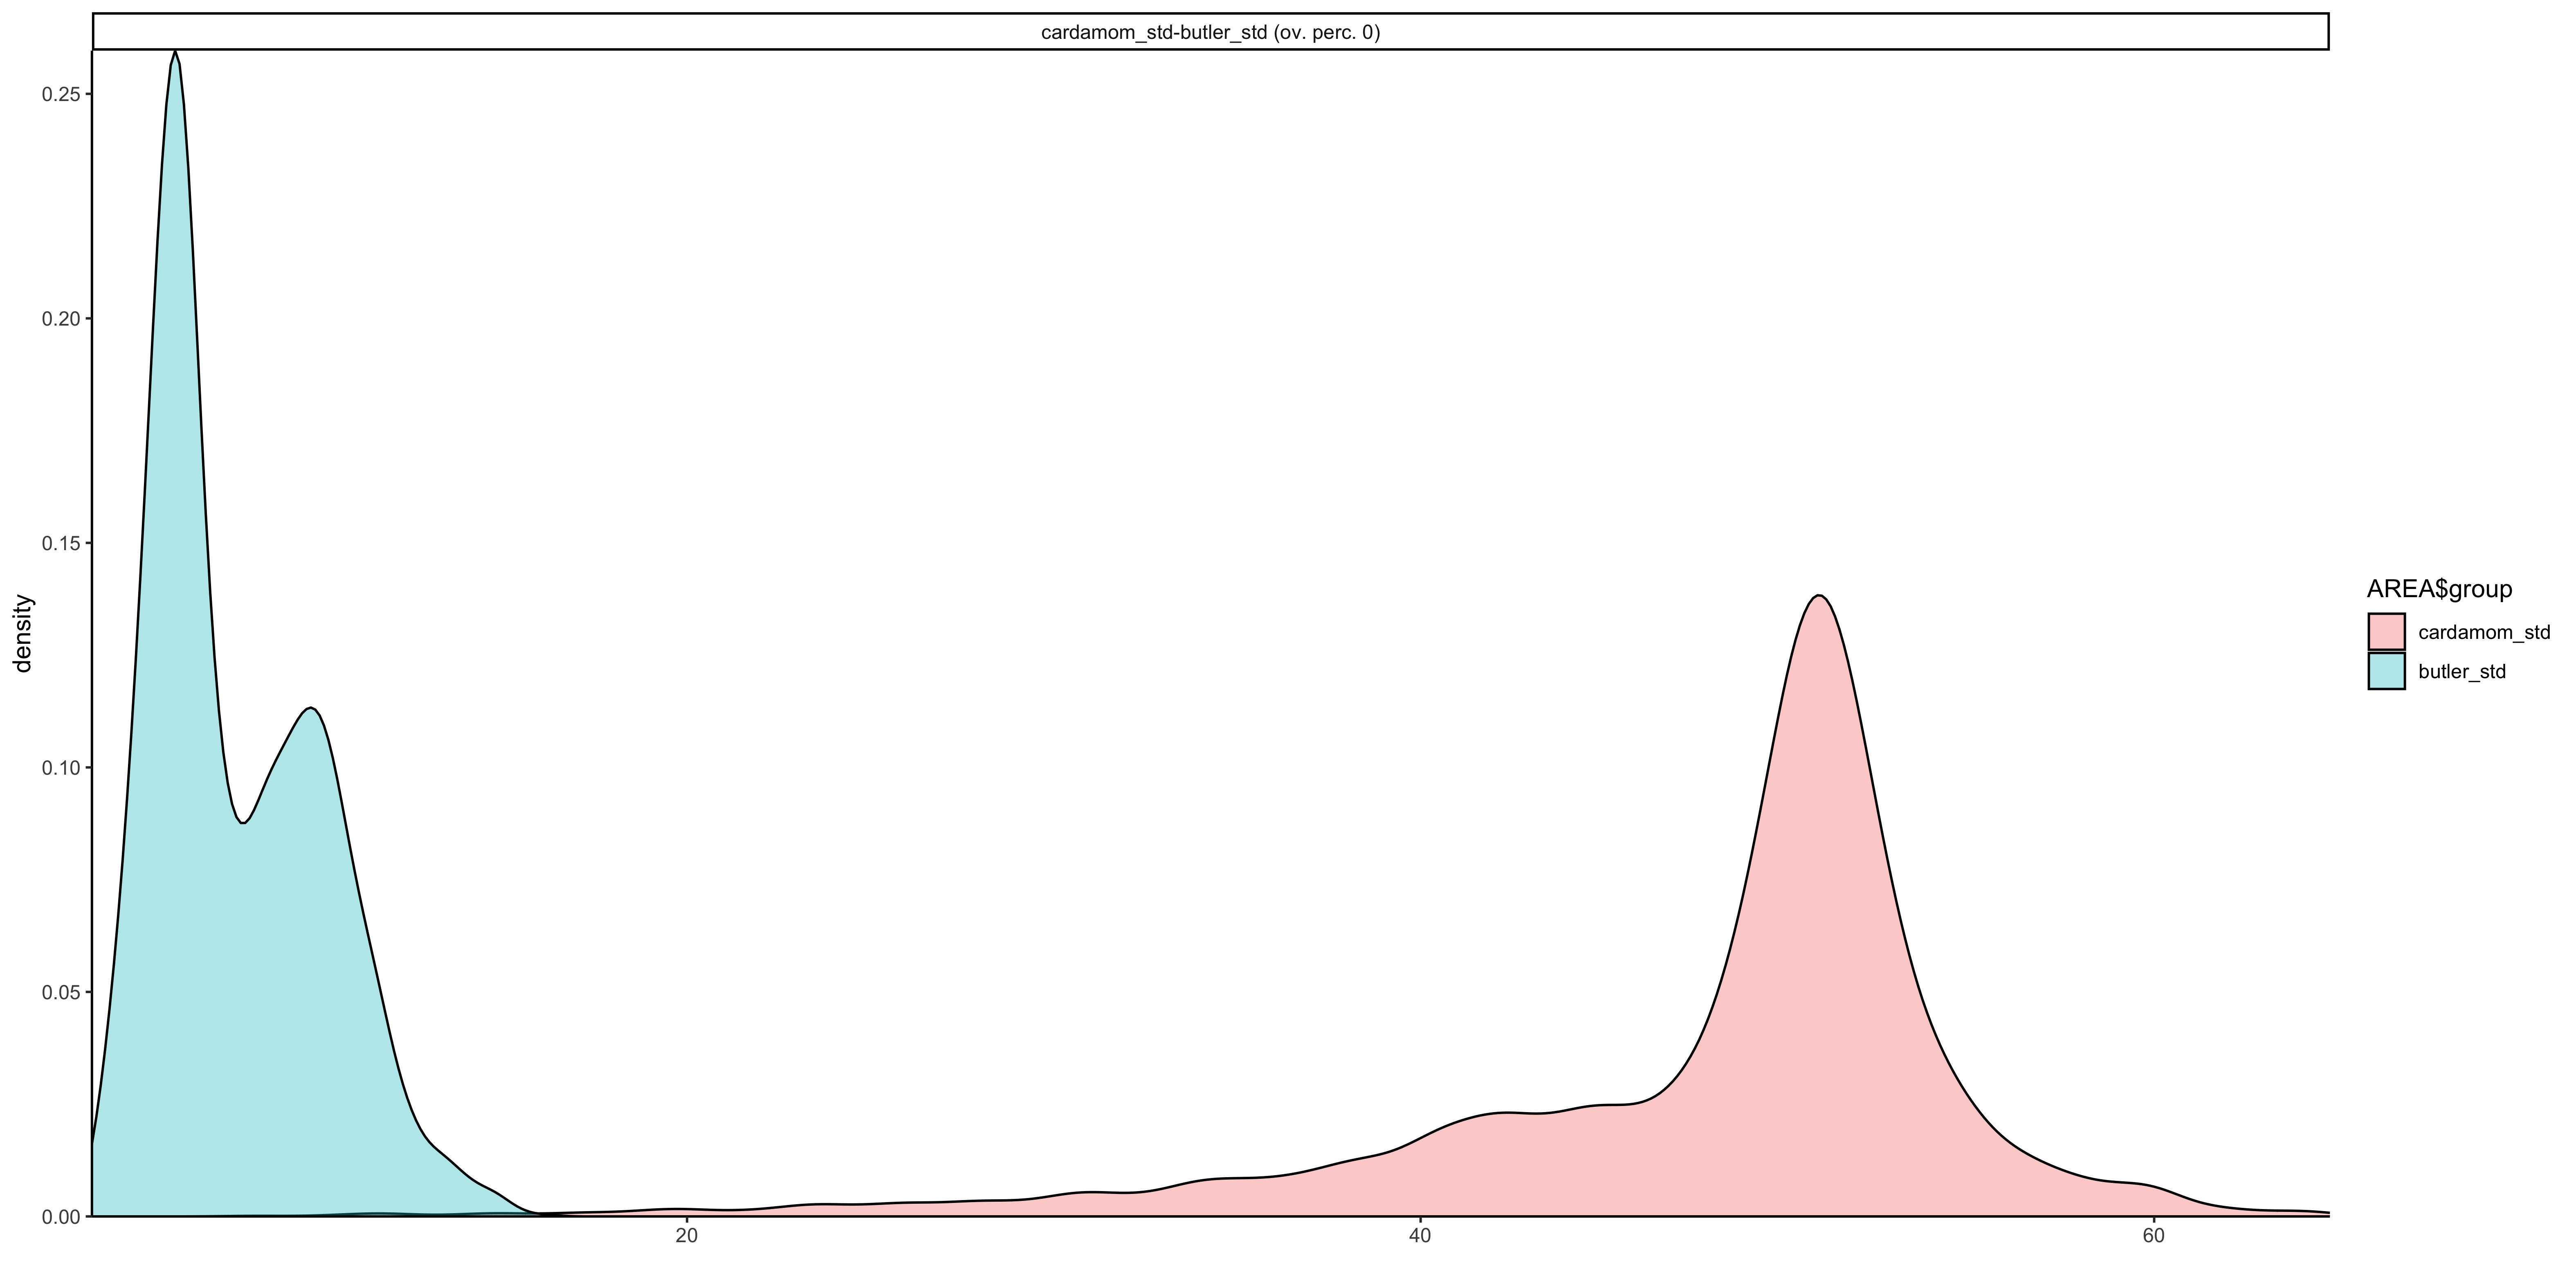 cardamom_std-butler_std (ov. perc. 0)
0.25
0.20
0.15
0.10
0.05
0.00
density
20
40
60
AREA$group
cardamom_std
butler_std